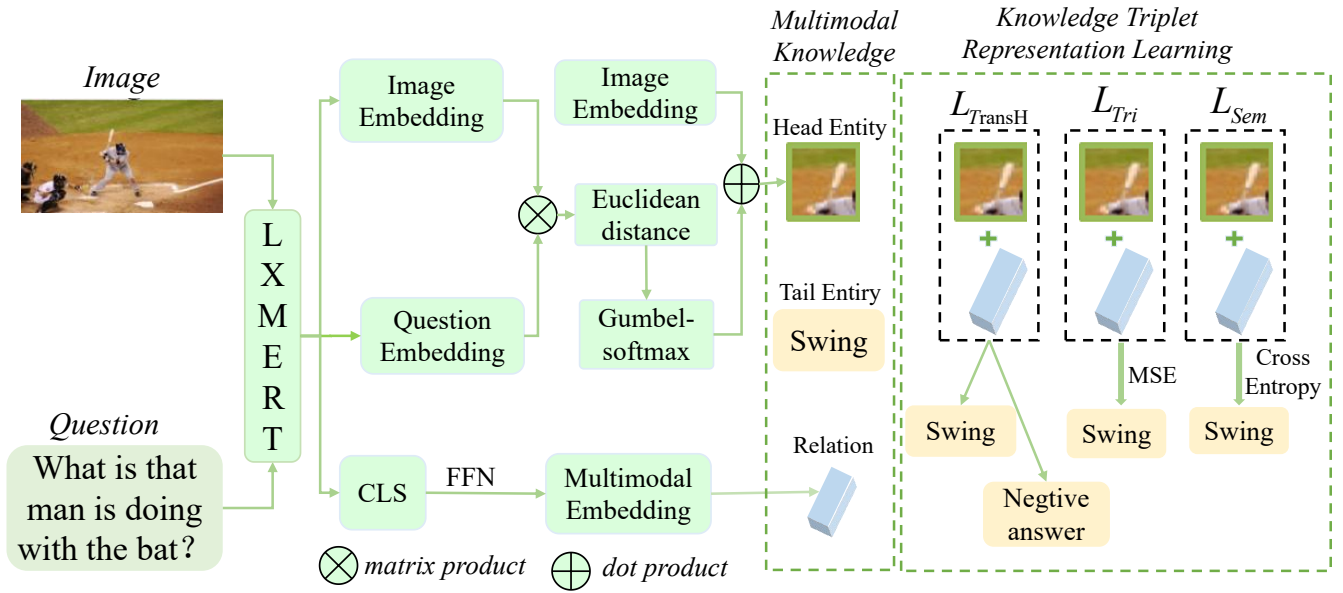 Image
LXMERT
Question
What is that
man is doing
with the bat?
Image
Embedding
Question
Embedding
CLS
FFN
Image
Embedding
Euclidean
distance
Gumbel-
softmax
Multimodal
Embedding
matrix product
dot product
Multimodal
Knowledge
Head Entity
Tail Entiry
Swing
Relation
Knowledge Triplet
Representation Learning
L_TransH
L_Tri
L_Sem
MSE
Cross
Entropy
Swing
Swing
Swing
Negtive
answer